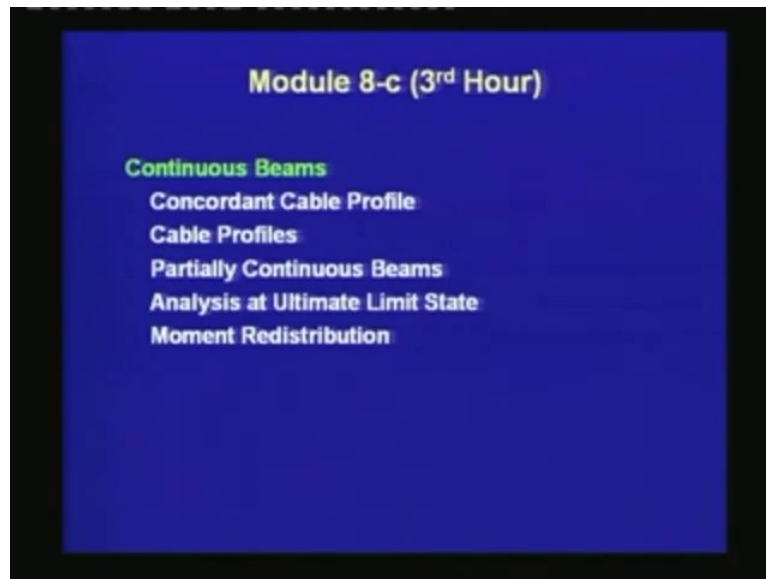 Module 8-c (3rd Hour)
Continuous Beams
Concordant Cable Profile
Cable Profiles
Partially Continuous Beams
Analysis at Ultimate Limit State
Moment Redistribution